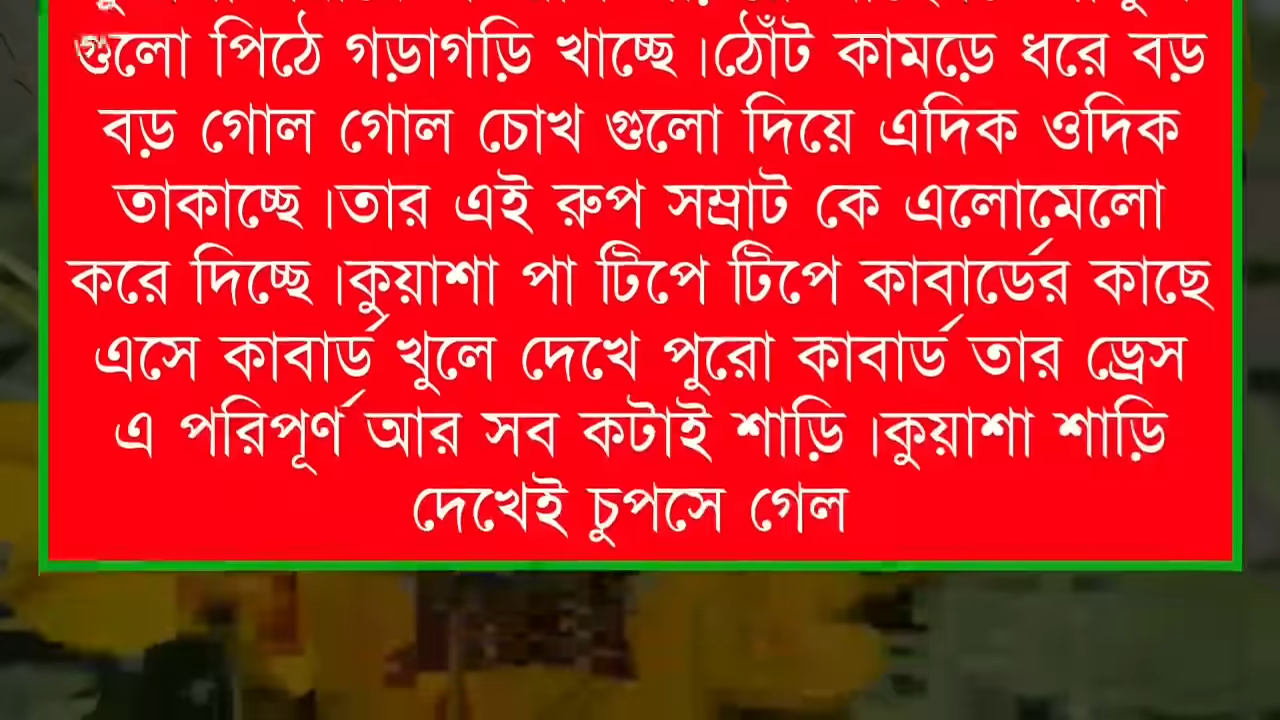 গুলো পিঠে গড়াগড়ি খাচ্ছে।ঠোঁট কামড়ে ধরে বড়
বড় গোল গোল চোখ গুলো দিয়ে এদিক ওদিক
তাকাচ্ছে।তার এই রুপ সম্রাট কে এলোমেলো
করে দিচ্ছে।কুয়াশা পা টিপে টিপে কাবার্ডের কাছে
এসে কাবার্ড খুলে দেখে পুরো কাবার্ড তার ড্রেস
এ পরিপূর্ণ আর সব কটাই শাড়ি।কুয়াশা শাড়ি
দেখেই চুপসে গেল